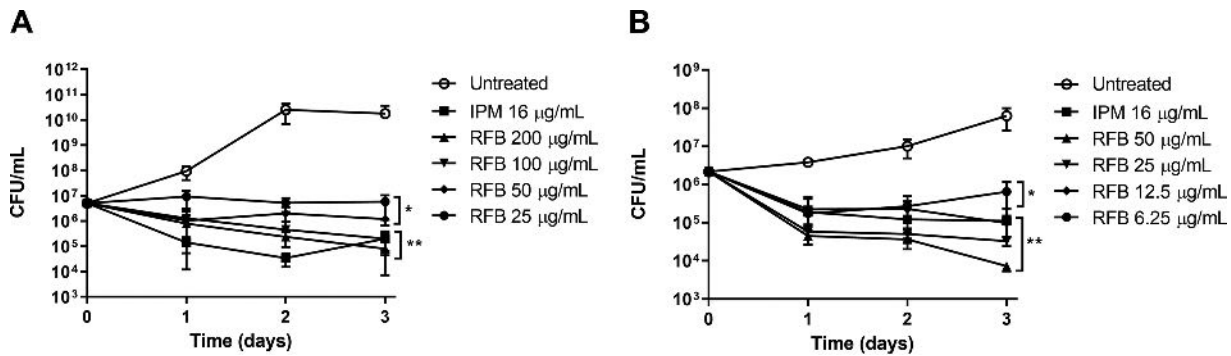 A
10¹²
10¹¹
10¹⁰
10⁹
10⁸
10⁷
10⁶
10⁵
10⁴
10³
CFU/mL
0 1 2 3
Time (days)
Untreated
IPM 16 µg/mL
RFB 200 µg/mL
RFB 100 µg/mL
RFB 50 µg/mL
RFB 25 µg/mL
*
**
B
10⁹
10⁸
10⁷
10⁶
10⁵
10⁴
10³
CFU/mL
0 1 2 3
Time (days)
Untreated
IPM 16 µg/mL
RFB 50 µg/mL
RFB 25 µg/mL
RFB 12.5 µg/mL
RFB 6.25 µg/mL
*
**